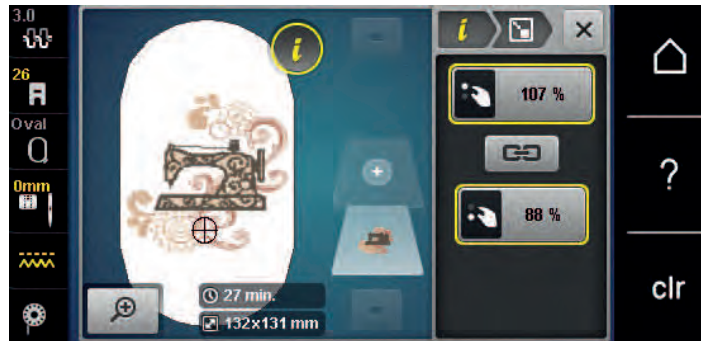 3.0
26
Oval
0mm
27 min.
132x131 mm
i
i
107 %
88 %
?
clr